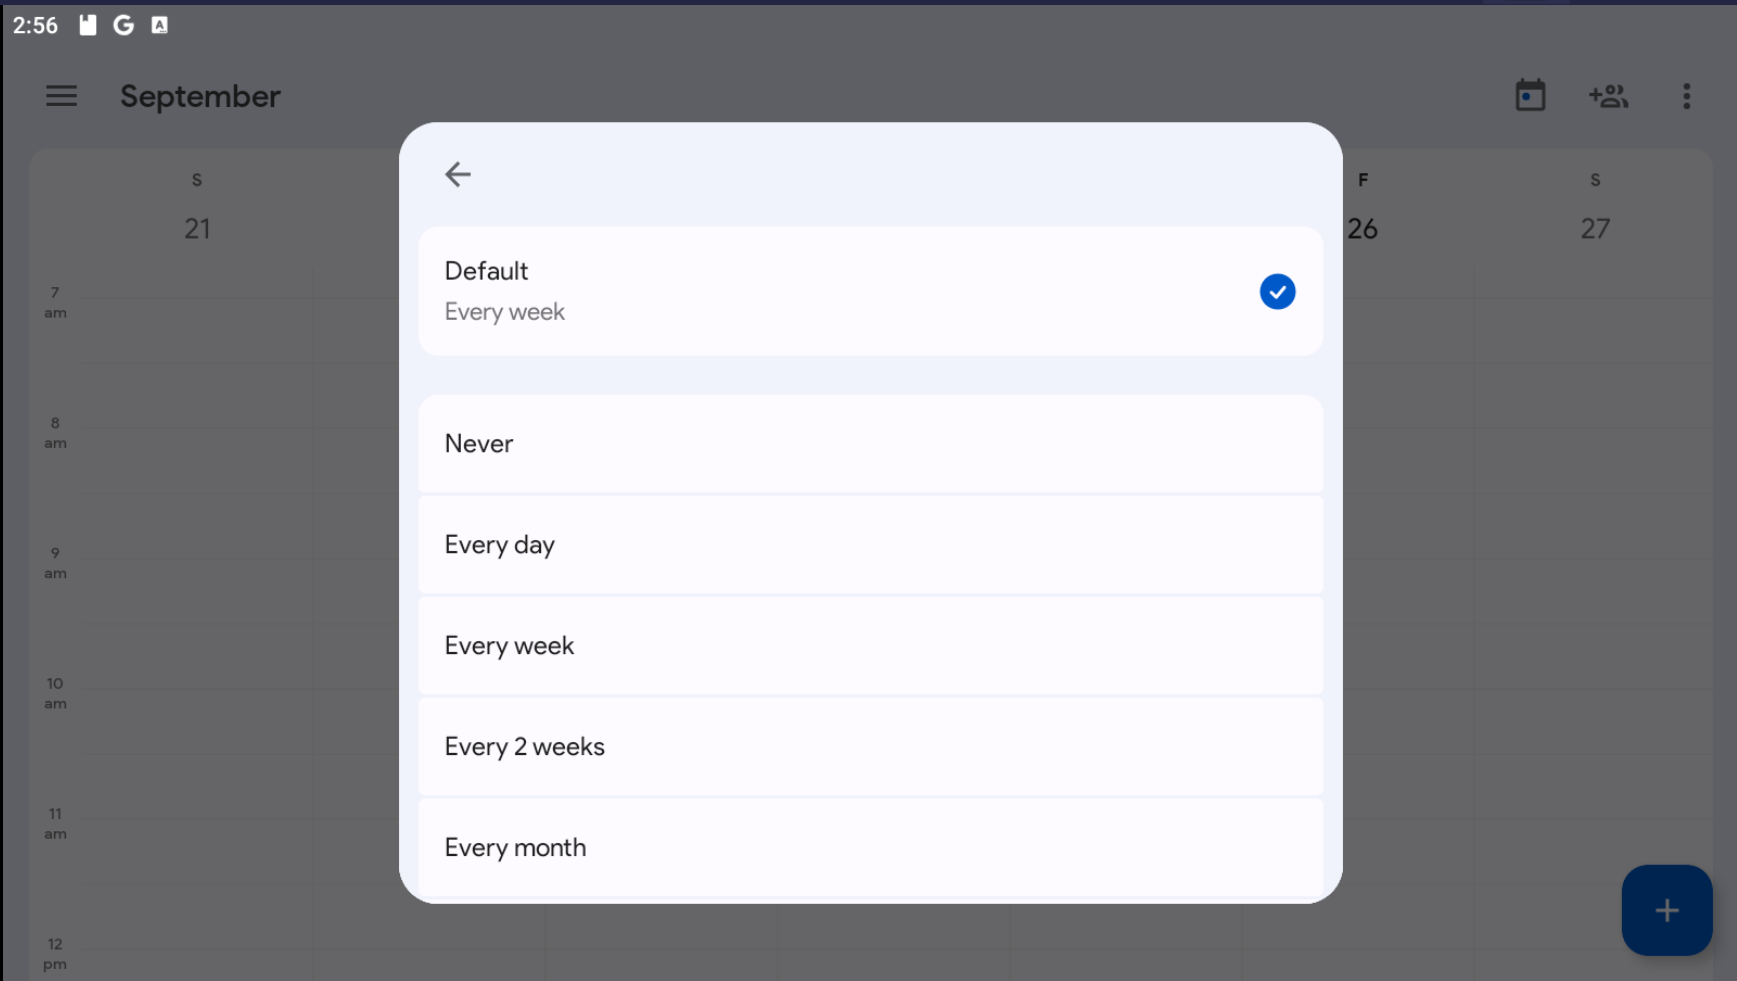 2:56
September
S
21
F
26
S
27
Default
Every week
Never
Every day
Every week
Every 2 weeks
Every month
7
am
8
am
9
am
10
am
11
am
12
pm